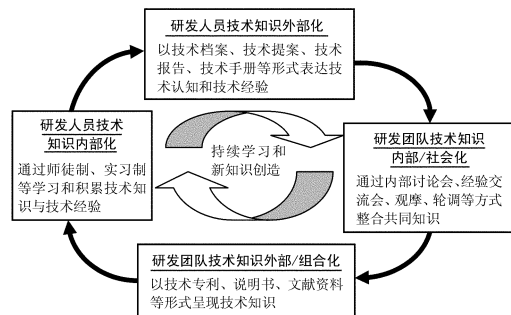 研发人员技术知识外部化
以技术档案、技术提案、技术
报告、技术手册等形式表达技
术认知和技术经验
研发人员技术
知识内部化
通过师徒制、实习制
等学习和积累技术知
识与技术经验
持续学习和
新知识创造
研发团队技术知识
内部/社会化
通过内部讨论会、经验交
流会、观摩、轮调等方式
整合共同知识
研发团队技术知识外部/组合化
以技术专利、说明书、文献资料
等形式呈现技术知识